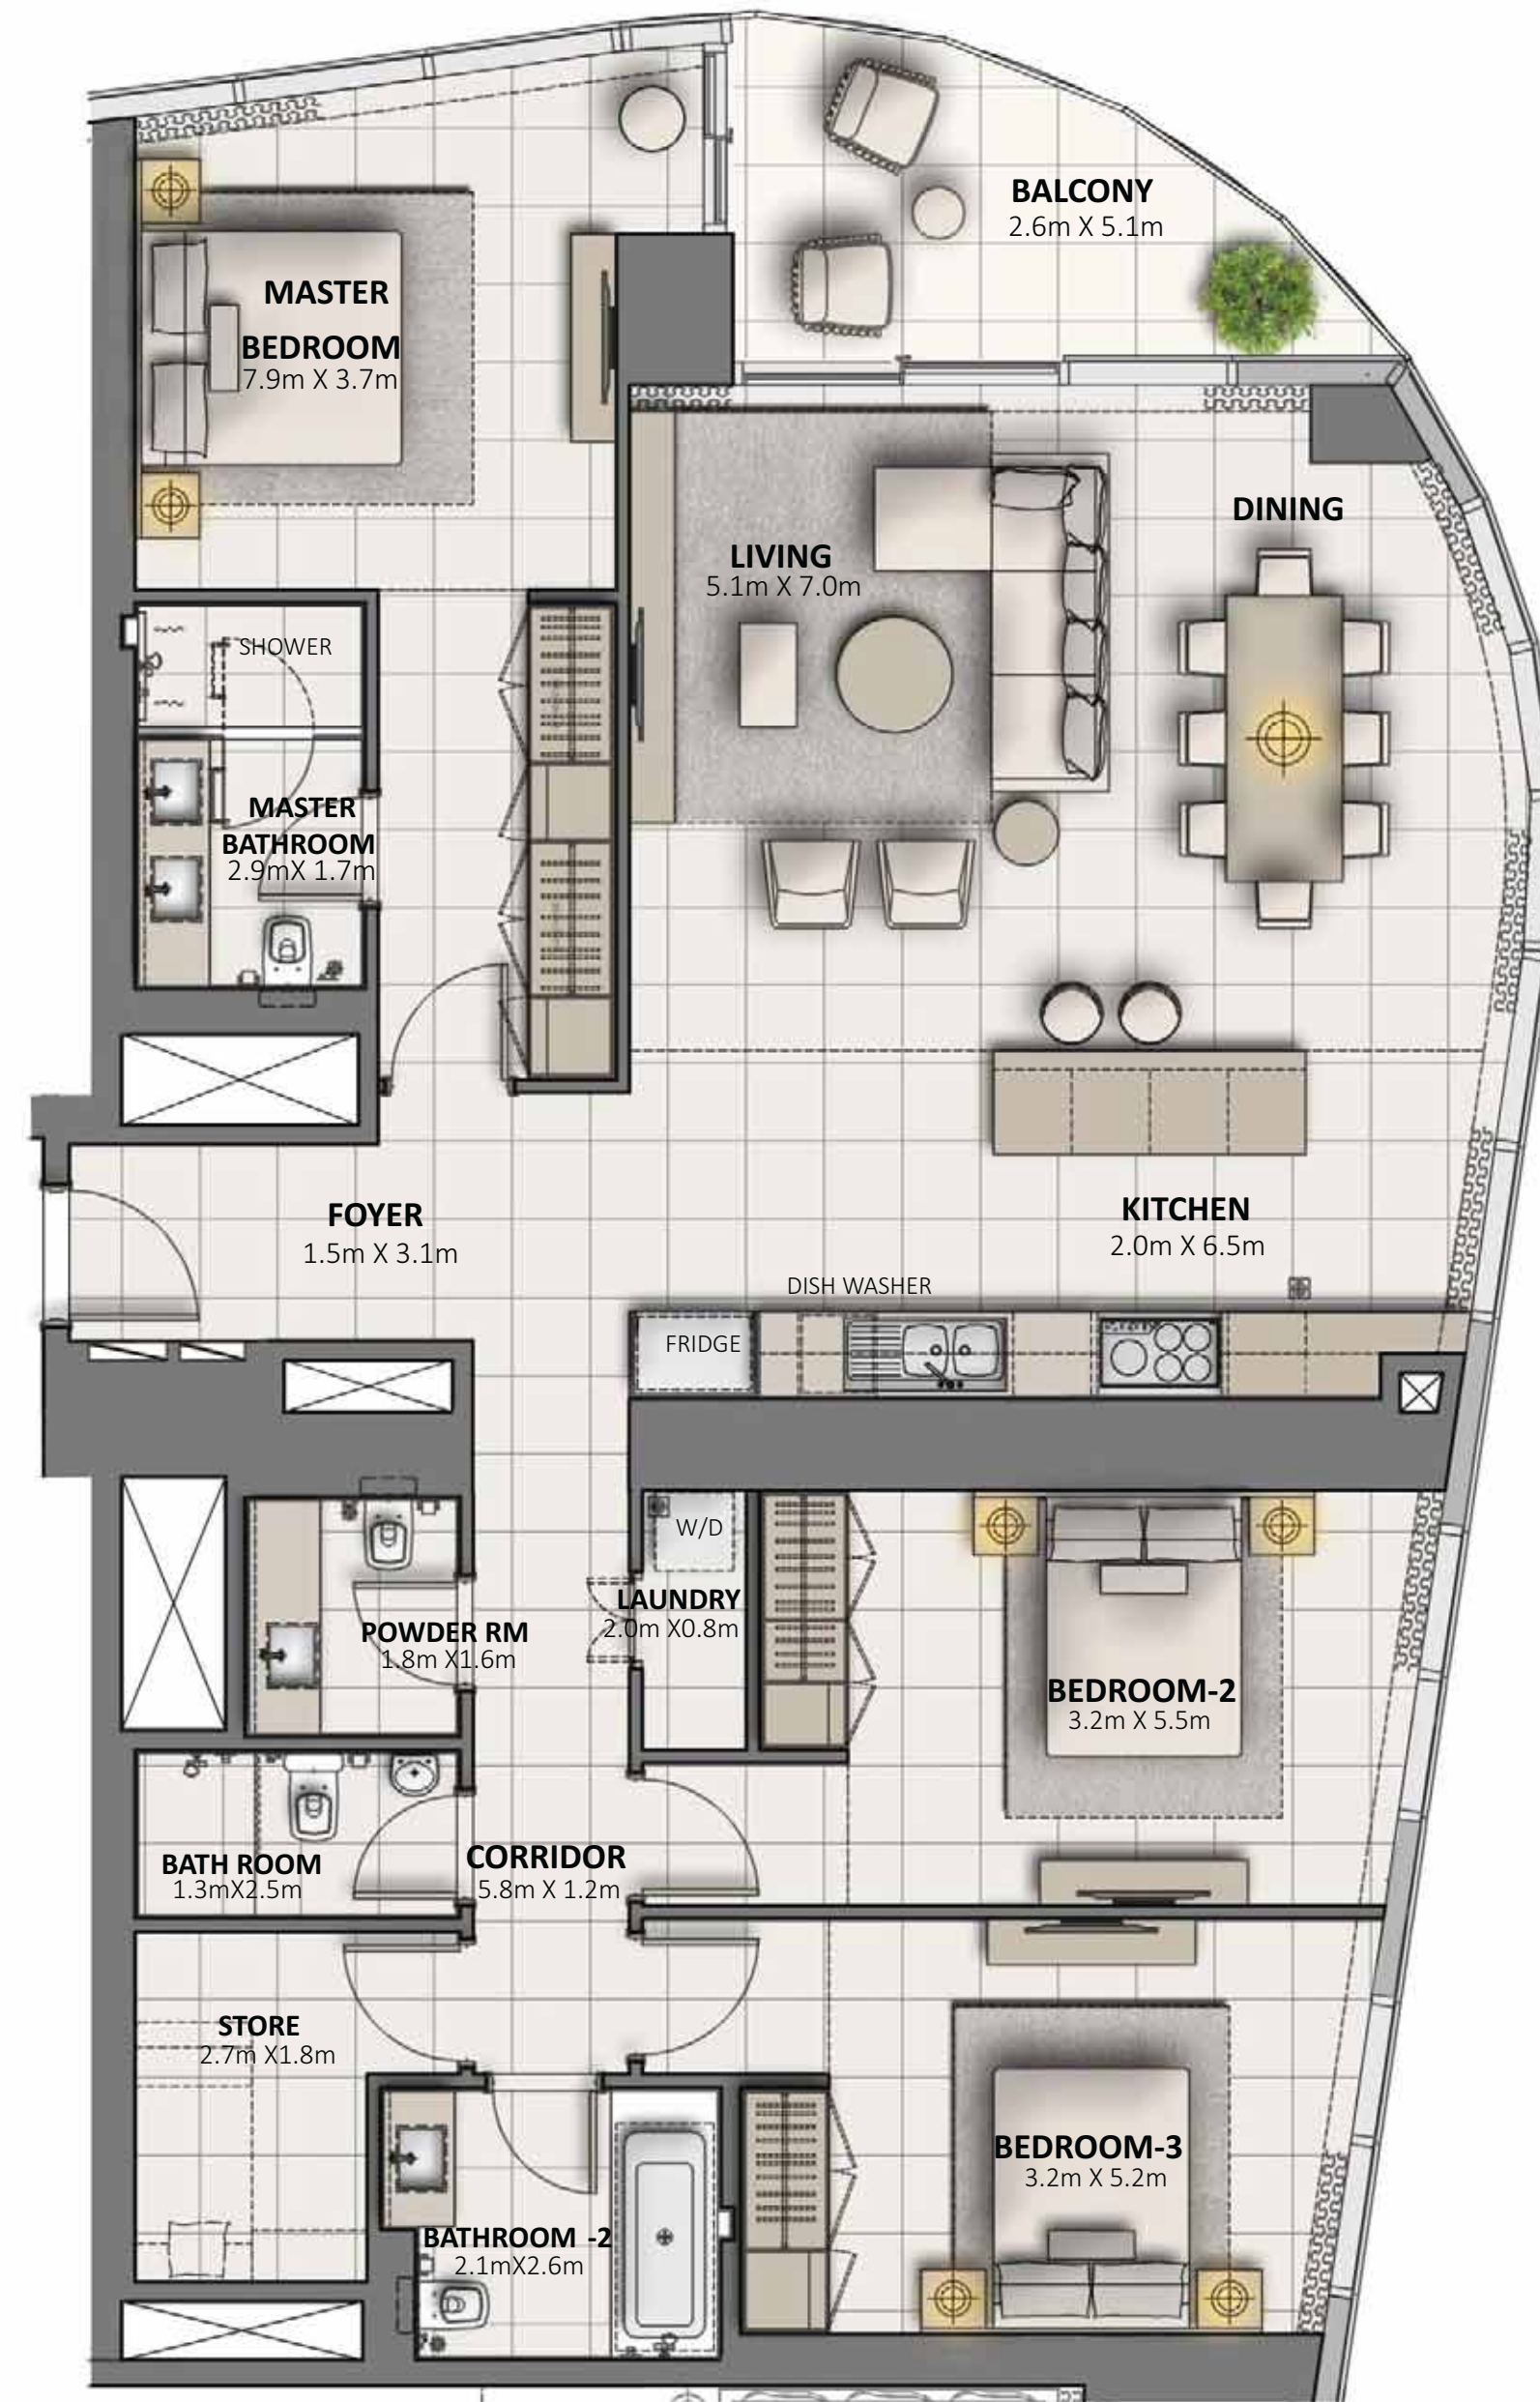 BALCONY
2.6m X 5.1m
MASTER
BEDROOM
7.9m X 3.7m
DINING
LIVING
5.1m X 7.0m
SHOWER
MASTER
BATHROOM
2.9mX 1.7m
FOYER
1.5m X 3.1m
KITCHEN
2.0m X 6.5m
DISH WASHER
FRIDGE
W/D
LAUNDRY
2.0m X0.8m
POWDER RM
1.8m X1.6m
BEDROOM-2
3.2m X 5.5m
BATH ROOM
1.3mX2.5m
CORRIDOR
5.8m X 1.2m
STORE
2.7m X1.8m
BEDROOM-3
3.2m X 5.2m
BATHROOM -2
2.1mX2.6m